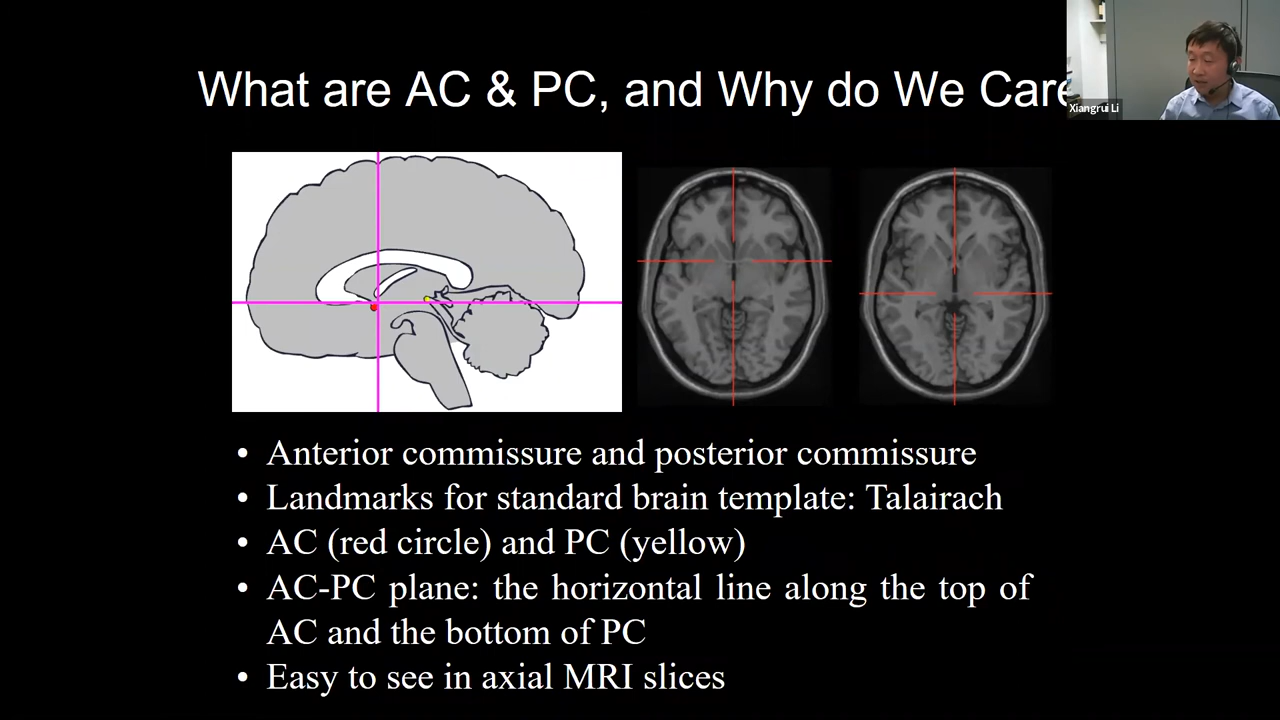 What are AC & PC, and Why do We Care
Xiangrui Li
• Anterior commissure and posterior commissure
• Landmarks for standard brain template: Talairach
• AC (red circle) and PC (yellow)
• AC-PC plane: the horizontal line along the top of
AC and the bottom of PC
• Easy to see in axial MRI slices